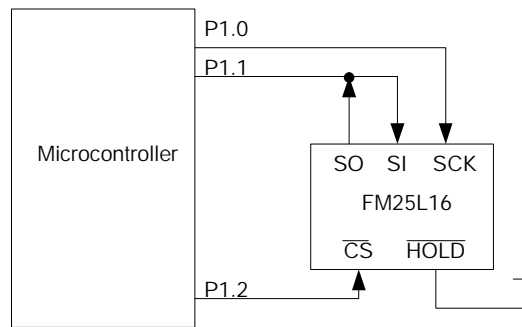 P1.0
P1.1
Microcontroller
SO SI SCK
FM25L16
CS HOLD
P1.2